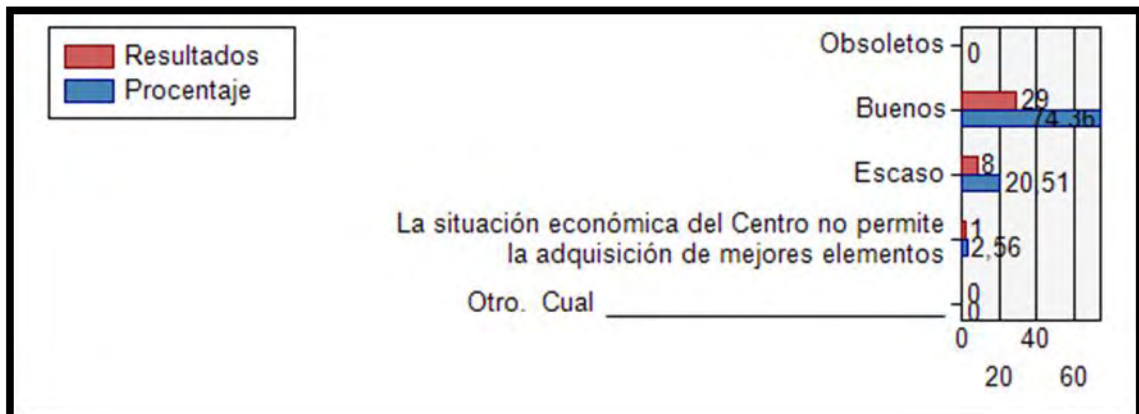 Resultados
Procentaje
Obsoletos
0
Buenos
29
74,36
Escaso
8
20,51
La situación económica del Centro no permite
la adquisición de mejores elementos
1
2,56
Otro. Cual ________________________
0
0
0 40
20 60